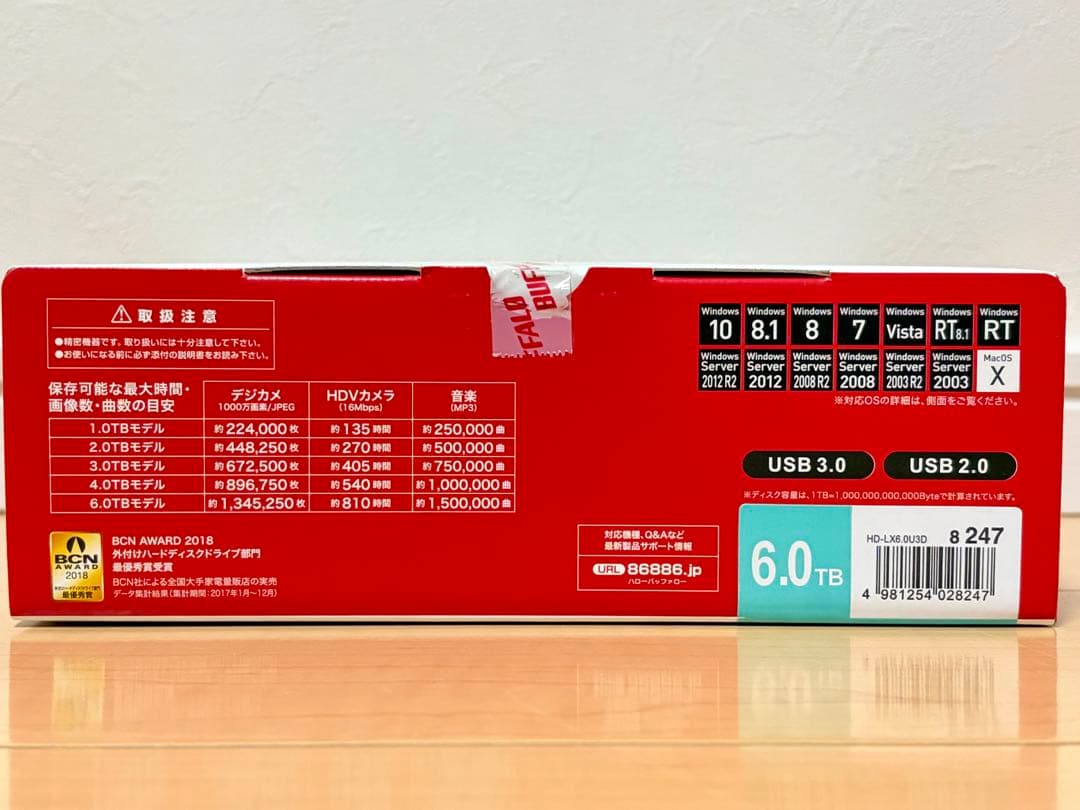 FALO
BUF
⚠取扱注意
●精密機器です。取り扱いには十分注意して下さい。
●お使いになる前に必ず添付の説明書をお読み下さい。
保存可能な最大時間・
画像数・曲数の目安
デジカメ
1000万画素/JPEG
HDVカメラ
(16Mbps)
音楽
(MP3)
1.0TBモデル 約224,000枚 約135時間 約250,000曲
2.0TBモデル 約448,250枚 約270時間 約500,000曲
3.0TBモデル 約672,500枚 約405時間 約750,000曲
4.0TBモデル 約896,750枚 約540時間 約1,000,000曲
6.0TBモデル 約1,345,250枚 約810時間 約1,500,000曲
BCN
AWARD
2018
最優秀賞
BCN AWARD 2018
外付けハードディスクドライブ部門
最優秀賞受賞
BCN社による全国大手家電量販店の実売
データ集計結果(集計期間:2017年1月~12月)
対応機種、Q&Aなど
最新製品サポート情報
URL 86886.jp
ハローバッファロー
Windows 10
Windows 8.1
Windows 8
Windows 7
Windows Vista
Windows RT8.1
Windows RT
Windows Server 2012 R2
Windows Server 2012
Windows Server 2008 R2
Windows Server 2008
Windows Server 2003 R2
Windows Server 2003
MacOS X
※対応OSの詳細は、側面をご覧ください。
USB 3.0
USB 2.0
※ディスク容量は、1TB=1,000,000,000,000Byteで計算されています。
6.0TB
HD-LX6.0U3D
8 247
4 981254 028247